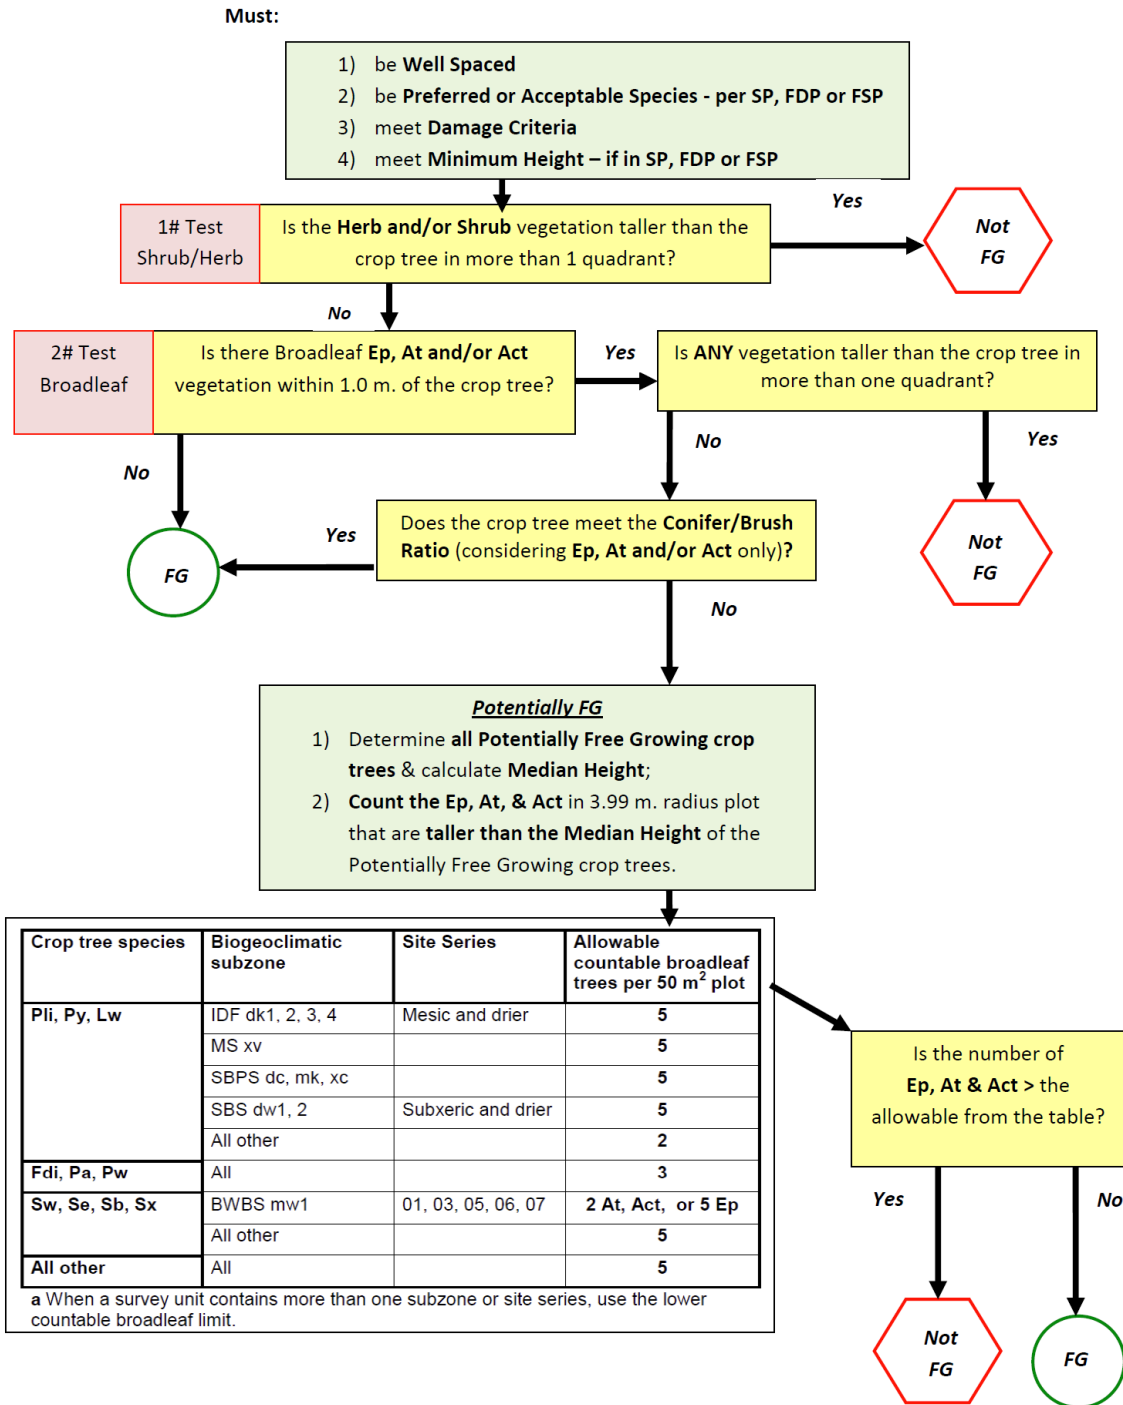 Must:
1) be Well Spaced
2) be Preferred or Acceptable Species - per SP, FDP or FSP
3) meet Damage Criteria
4) meet Minimum Height – if in SP, FDP or FSP
Yes
1# Test
Shrub/Herb
Is the Herb and/or Shrub vegetation taller than the
crop tree in more than 1 quadrant?
Not
FG
No
2# Test
Broadleaf
Is there Broadleaf Ep, At and/or Act
vegetation within 1.0 m. of the crop tree?
Yes
Is ANY vegetation taller than the crop tree in
more than one quadrant?
No
No
Yes
Yes
Does the crop tree meet the Conifer/Brush
Ratio (considering Ep, At and/or Act only)?
Not
FG
FG
No
Potentially FG
1) Determine all Potentially Free Growing crop
trees & calculate Median Height;
2) Count the Ep, At, & Act in 3.99 m. radius plot
that are taller than the Median Height of the
Potentially Free Growing crop trees.
Crop tree species Biogeoclimatic subzone Site Series Allowable countable broadleaf trees per 50 m² plot
Pli, Py, Lw IDF dk1, 2, 3, 4 Mesic and drier 5
MS xv 5
SBPS dc, mk, xc 5
SBS dw1, 2 Subxeric and drier 5
All other 2
Fdi, Pa, Pw All 3
Sw, Se, Sb, Sx BWBS mw1 01, 03, 05, 06, 07 2 At, Act, or 5 Ep
All other 5
All other All 5
a When a survey unit contains more than one subzone or site series, use the lower
countable broadleaf limit.
Is the number of
Ep, At & Act > the
allowable from the table?
Yes
No
Not
FG
FG